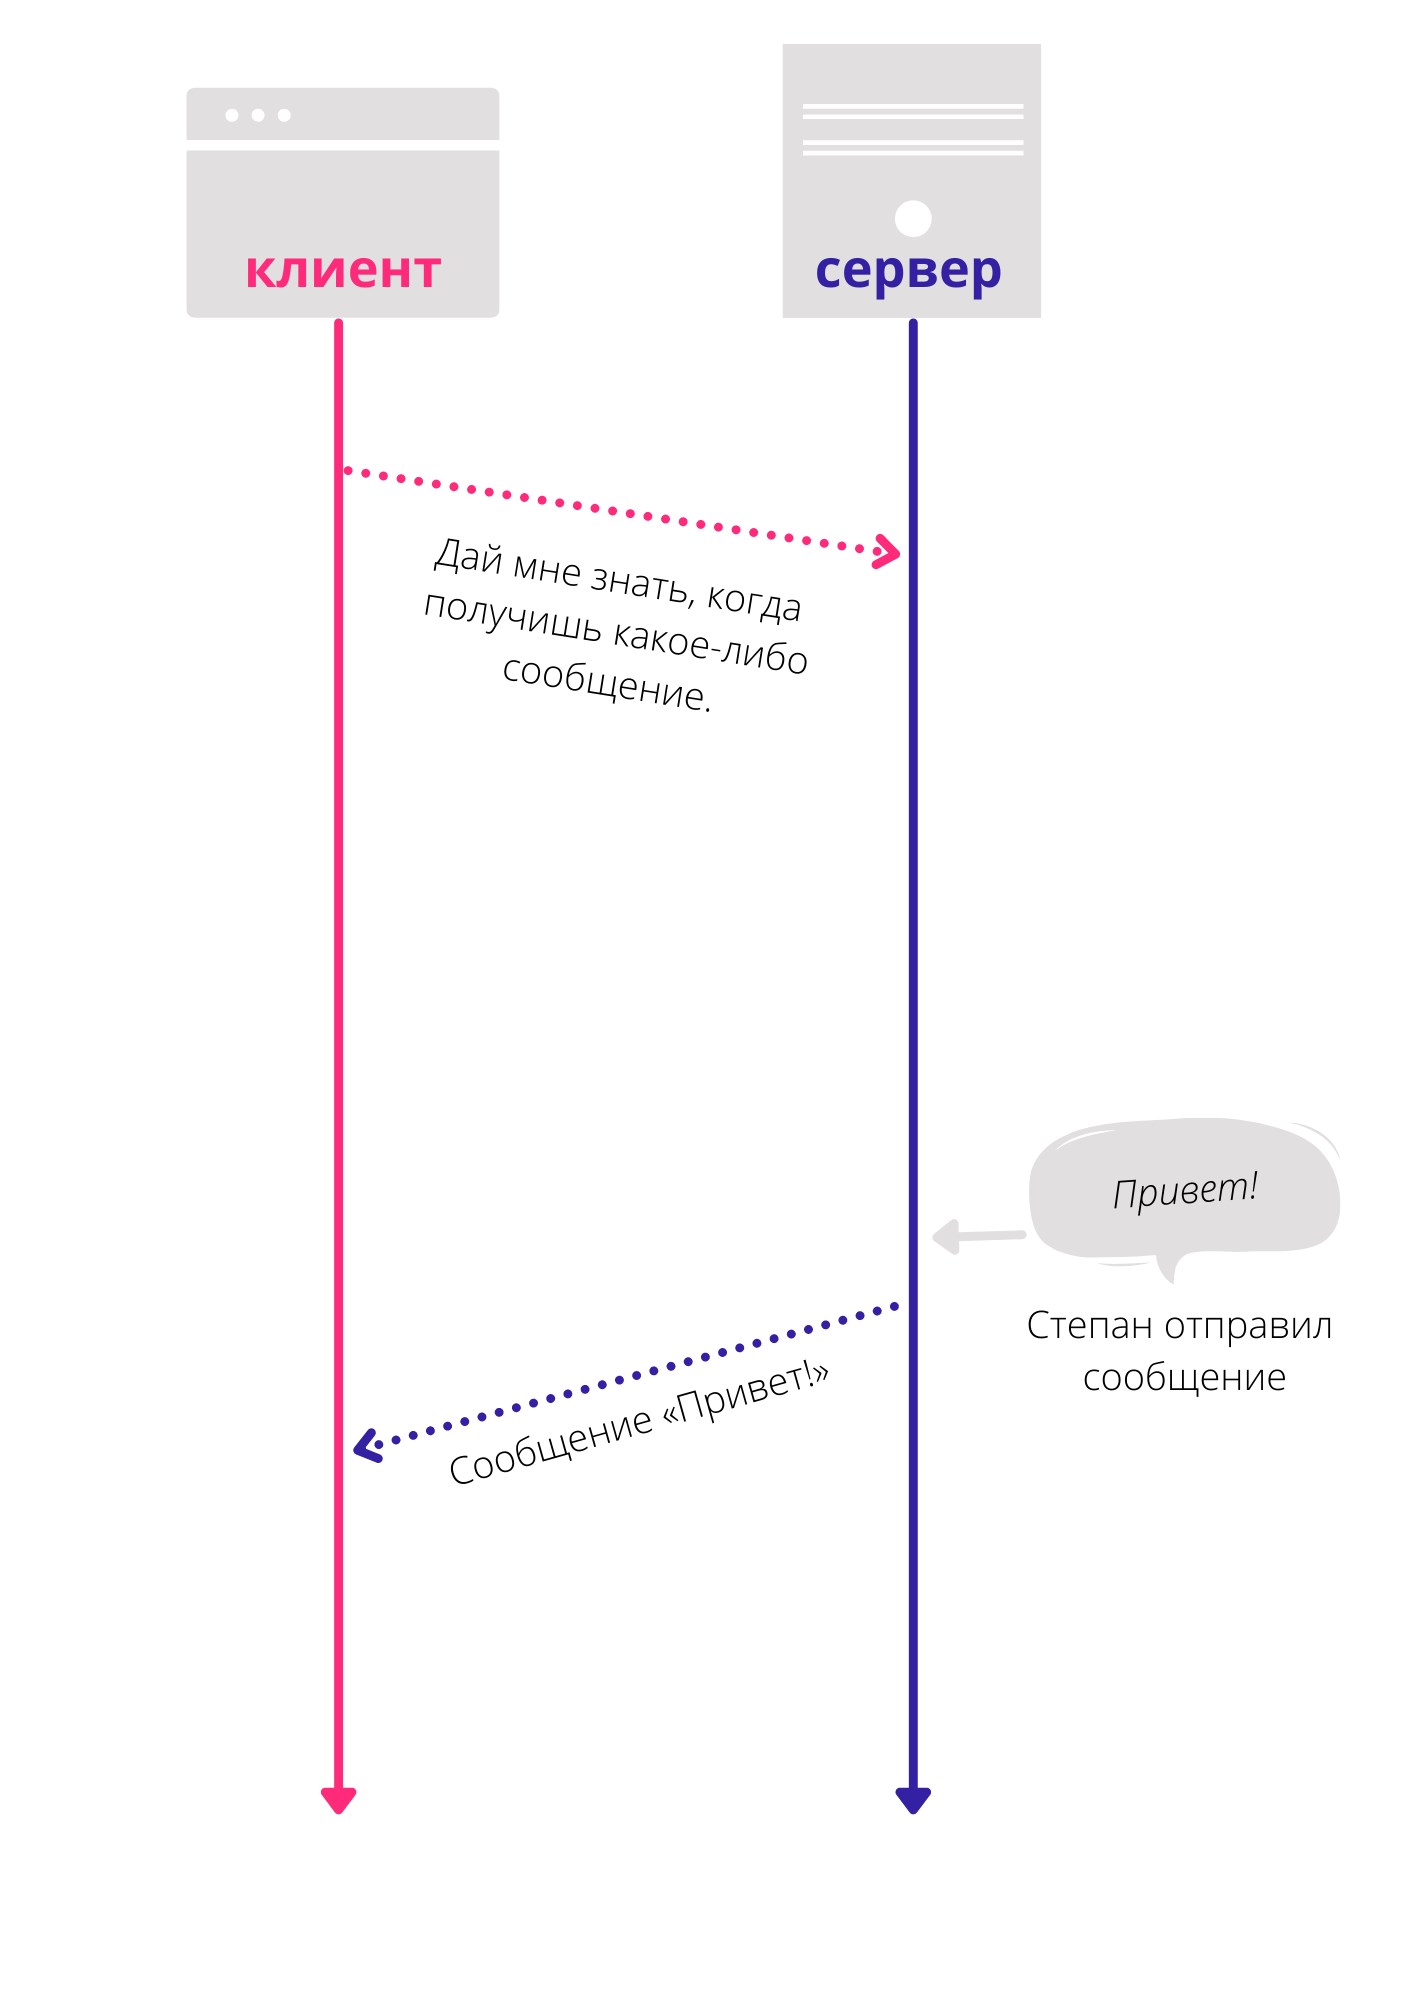 клиент
сервер
Дай мне знать, когда
получишь какое-либо
сообщение.
Привет!
Степан отправил
сообщение
Сообщение «Привет!»